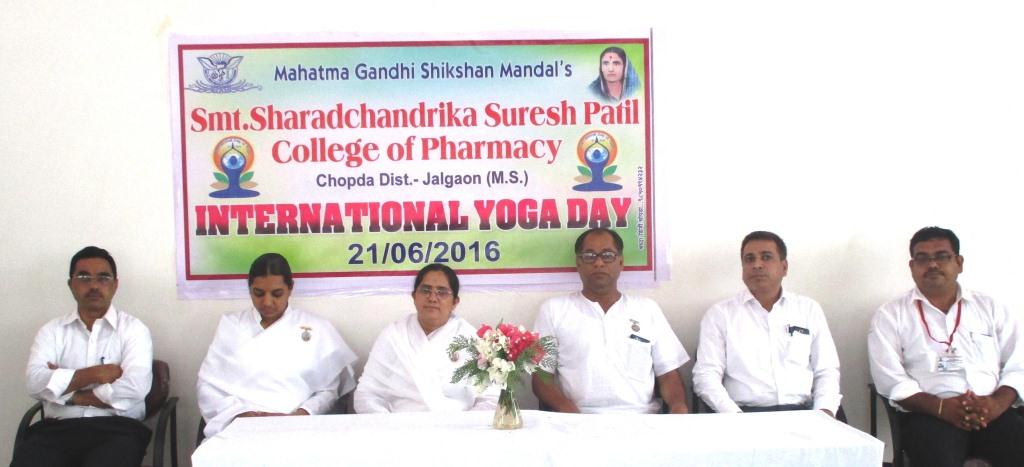 Mahatma Gandhi Shikshan Mandal's
Smt.Sharadchandrika Suresh Patil
College of Pharmacy
Chopda Dist.- Jalgaon (M.S.)
INTERNATIONAL YOGA DAY
21/06/2016